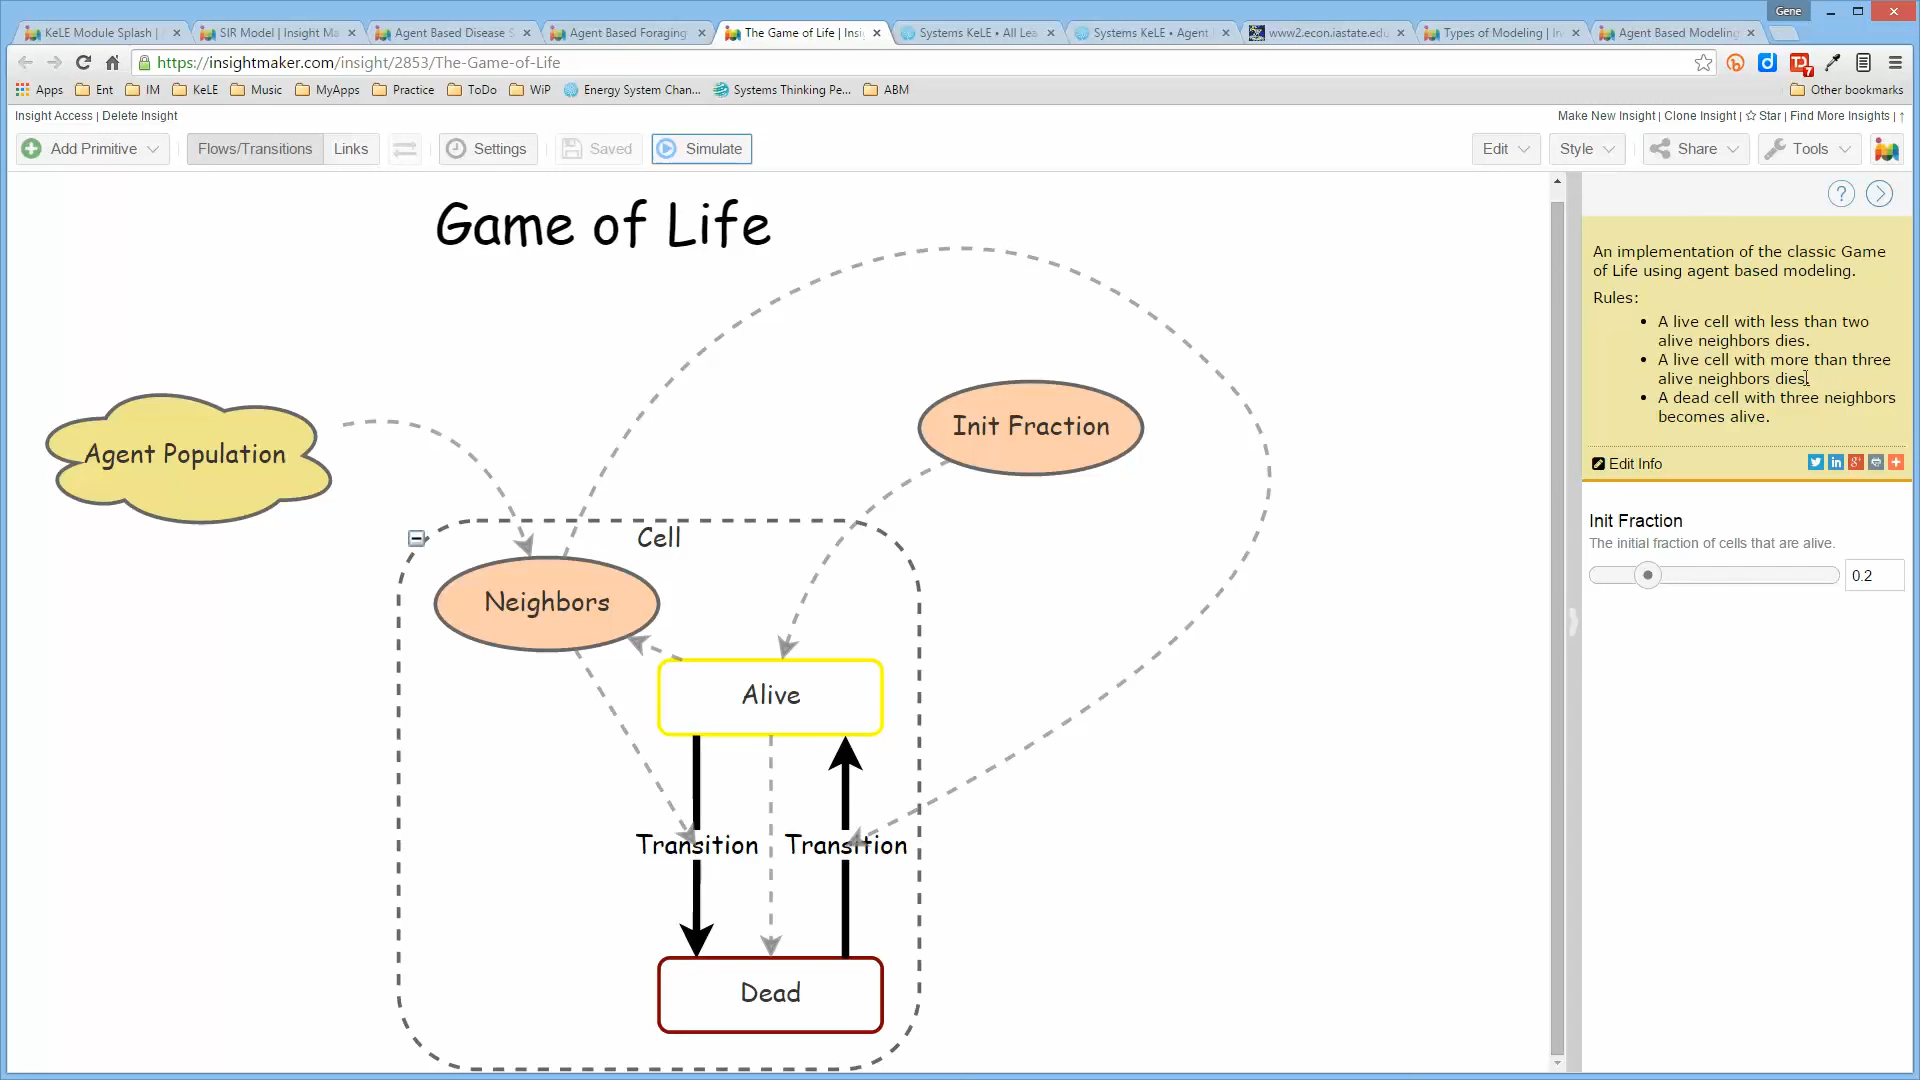 Gene
KeLE Module Splash |
SIR Model | Insight Ma
Agent Based Disease S
Agent Based Foraging
The Game of Life | Insi
Systems KeLE • All Lea
Systems KeLE • Agent
www2.econ.iastate.edu
Types of Modeling | In
Agent Based Modeling
https://insightmaker.com/insight/2853/The-Game-of-Life
Apps
Ent
IM
KeLE
Music
MyApps
Practice
ToDo
WiP
Energy System Chan...
Systems Thinking Pe...
ABM
Other bookmarks
Insight Access | Delete Insight
Make New Insight | Clone Insight | Star | Find More Insights | ↑
Add Primitive
Flows/Transitions
Links
Settings
Saved
Simulate
Edit
Style
Share
Tools
Game of Life
An implementation of the classic Game
of Life using agent based modeling.
Rules:
• A live cell with less than two
alive neighbors dies.
• A live cell with more than three
alive neighbors dies.
• A dead cell with three neighbors
becomes alive.
Edit Info
Init Fraction
The initial fraction of cells that are alive.
0.2
Init Fraction
Agent Population
Cell
Neighbors
Alive
Transition
Transition
Dead